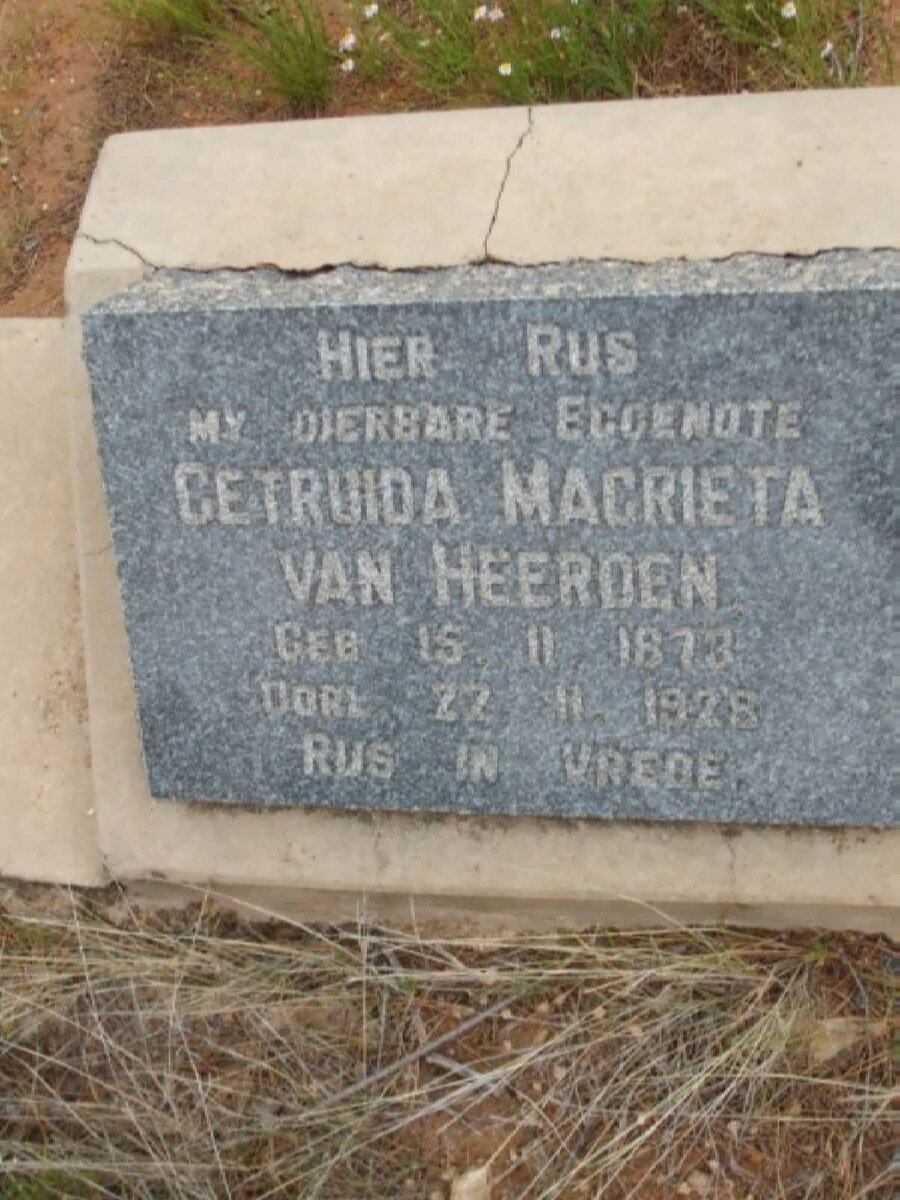 HIER RUS
MY DIERBARE EGGENOTE
GETRUIDA MAGRIETA
VAN HEERDEN,
GEB 15. 11. 1873
OORL. 22. 11. 1928
RUS IN VREDE.